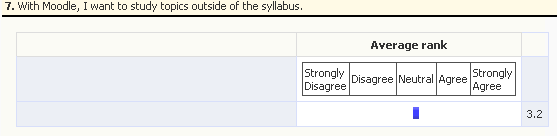 7. With Moodle, I want to study topics outside of the syllabus.
Average rank
Strongly Disagree Disagree Neutral Agree Strongly Agree
3.2